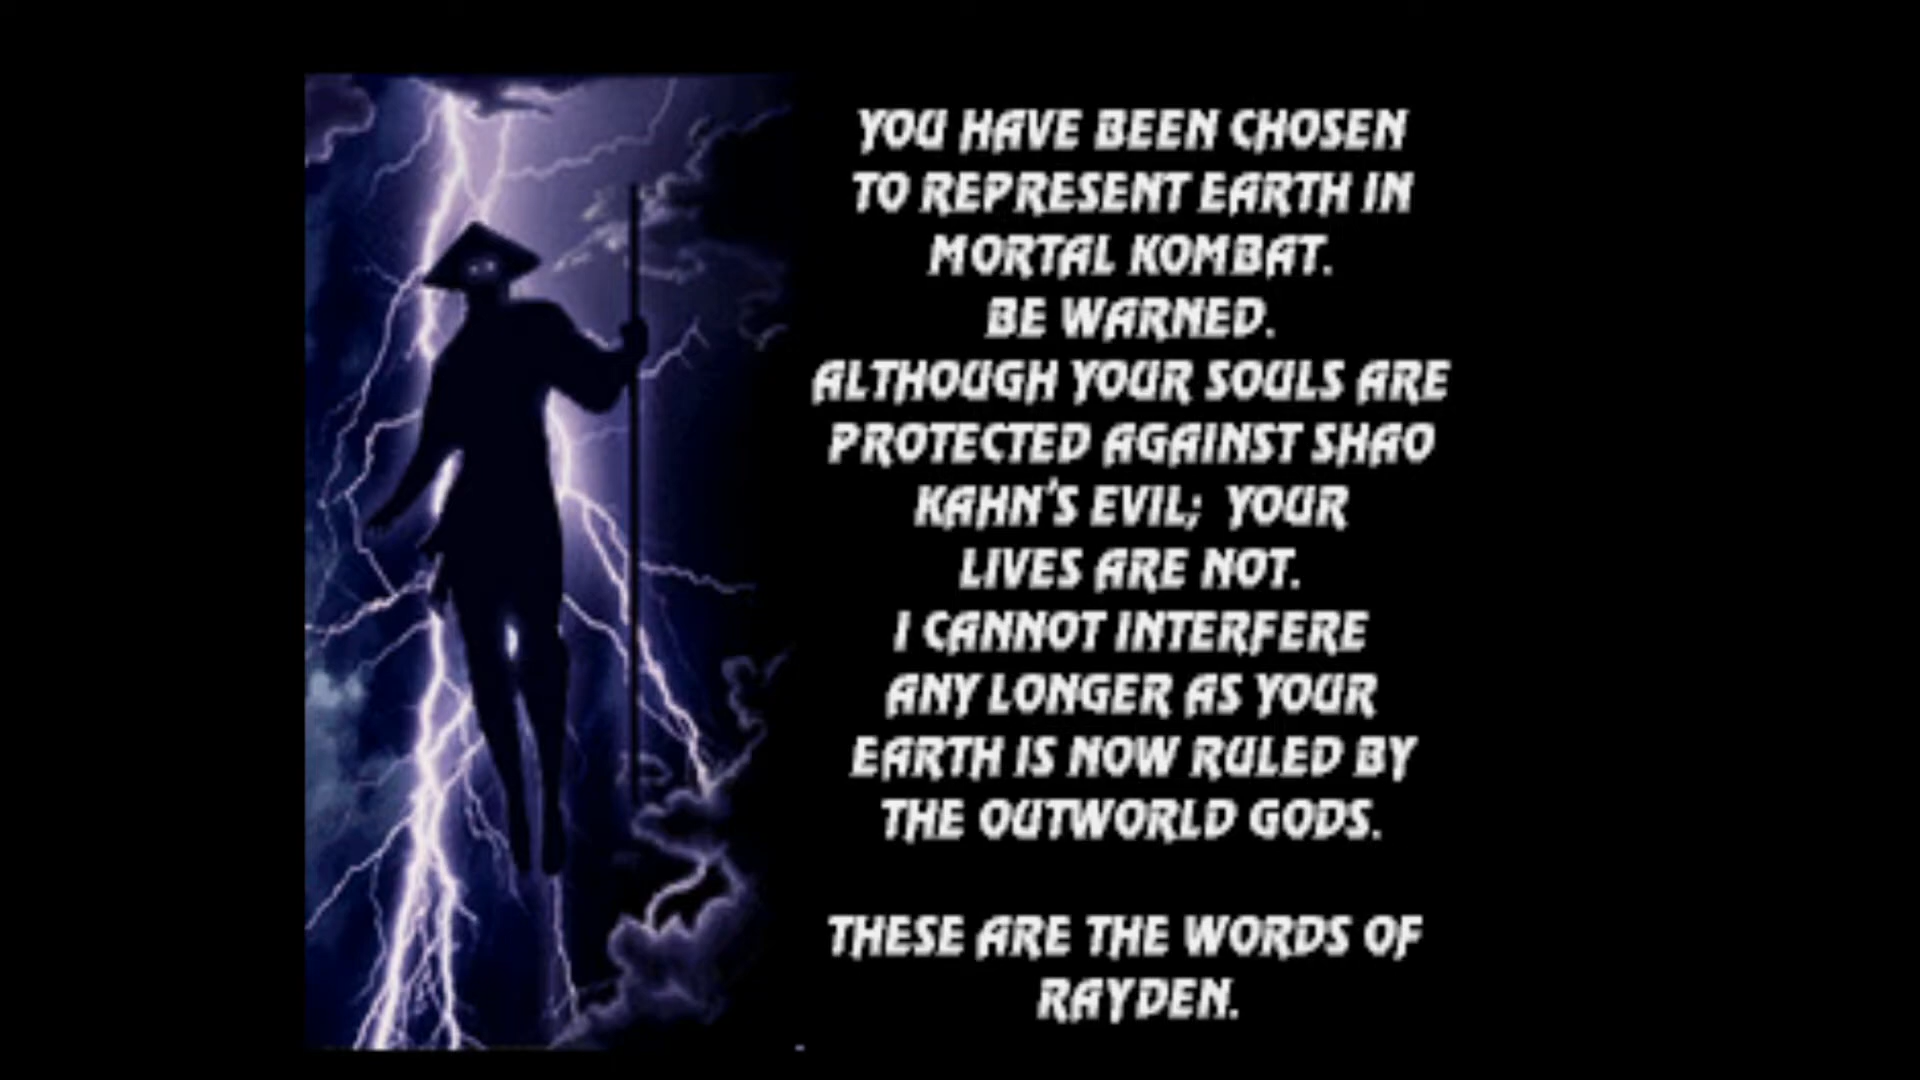 YOU HAVE BEEN CHOSEN
TO REPRESENT EARTH IN
MORTAL KOMBAT.
BE WARNED.
ALTHOUGH YOUR SOULS ARE
PROTECTED AGAINST SHAO
KAHN'S EVIL; YOUR
LIVES ARE NOT.
I CANNOT INTERFERE
ANY LONGER AS YOUR
EARTH IS NOW RULED BY
THE OUTWORLD GODS.
THESE ARE THE WORDS OF
RAYDEN.